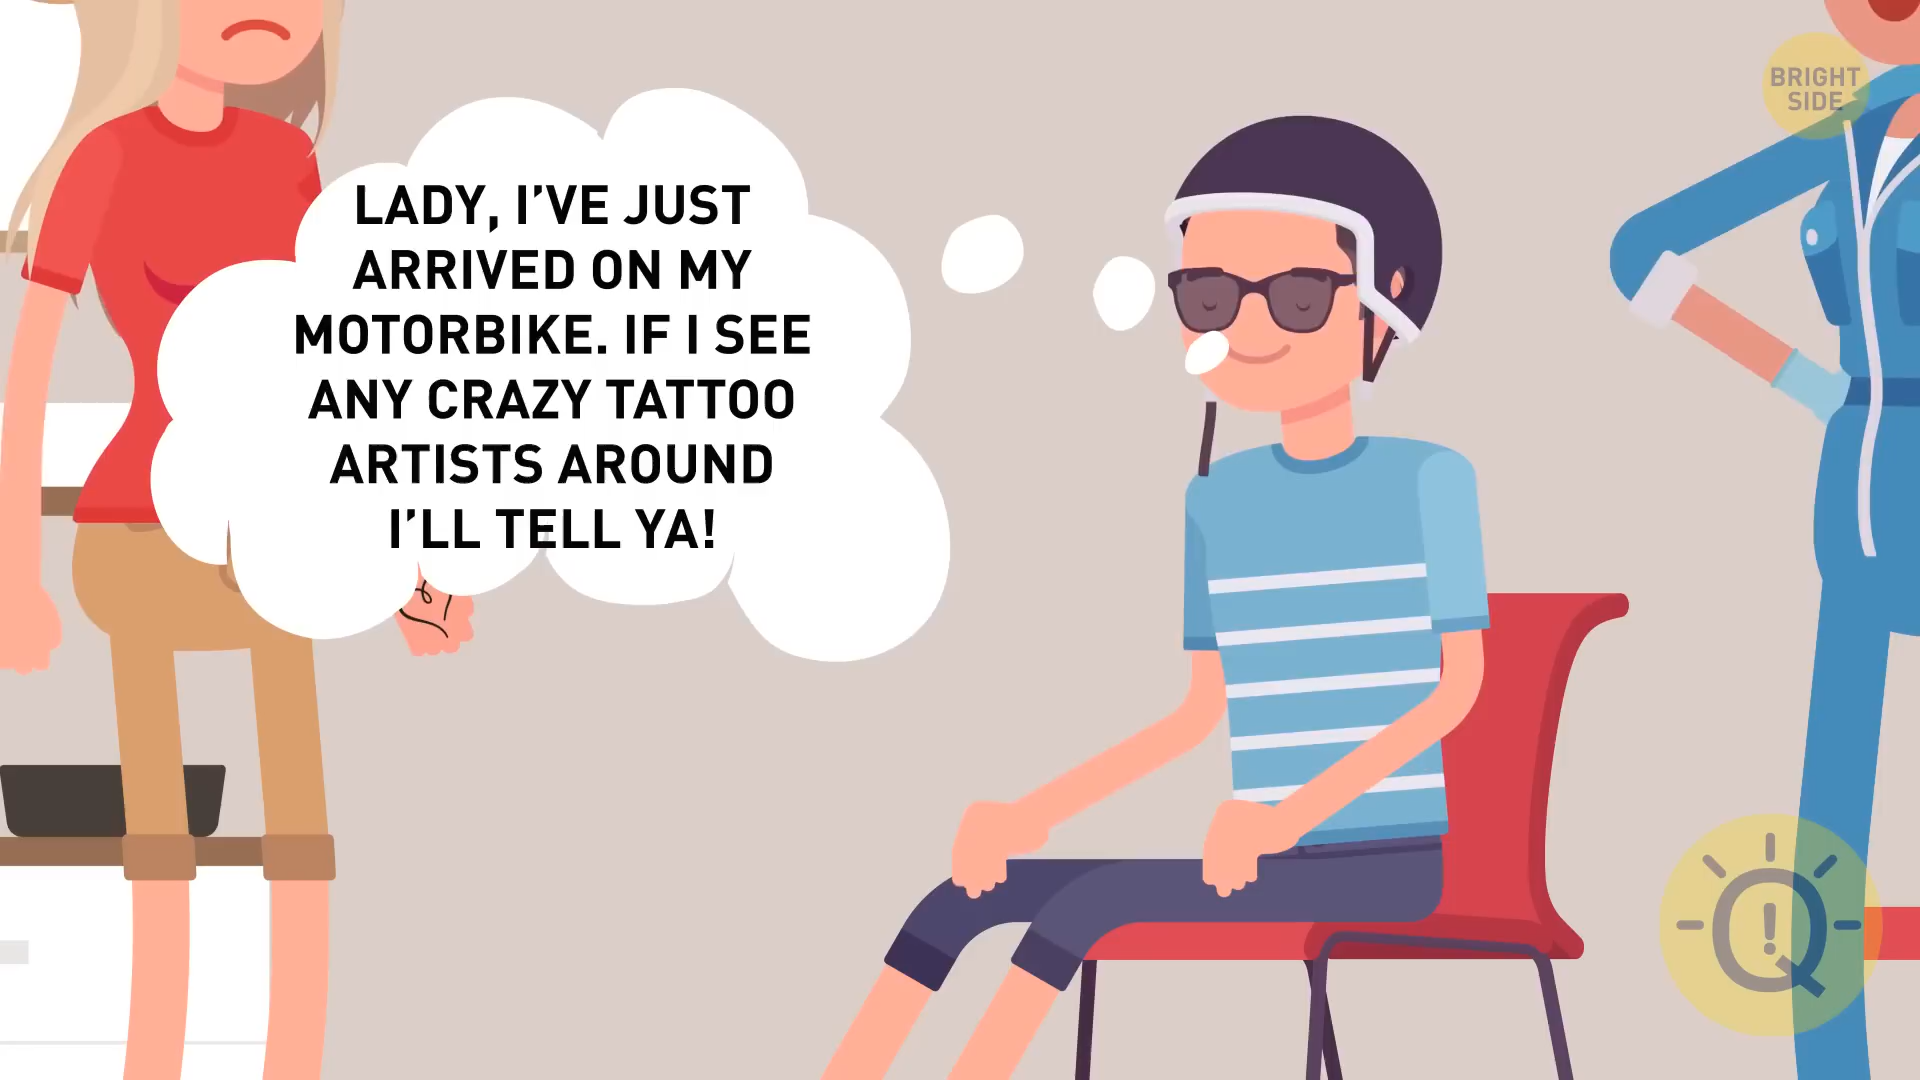 LADY, I'VE JUST
ARRIVED ON MY
MOTORBIKE. IF I SEE
ANY CRAZY TATTOO
ARTISTS AROUND
I'LL TELL YA!
BRIGHT
SIDE
Q!